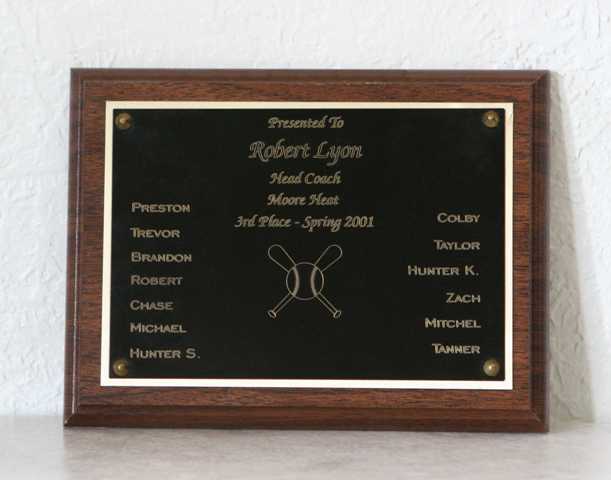 Presented To
Robert Lyon
Head Coach
Moore Heat
3rd Place - Spring 2001
PRESTON
TREVOR
BRANDON
ROBERT
CHASE
MICHAEL
HUNTER S.
COLBY
TAYLOR
HUNTER K.
ZACH
MITCHEL
TANNER